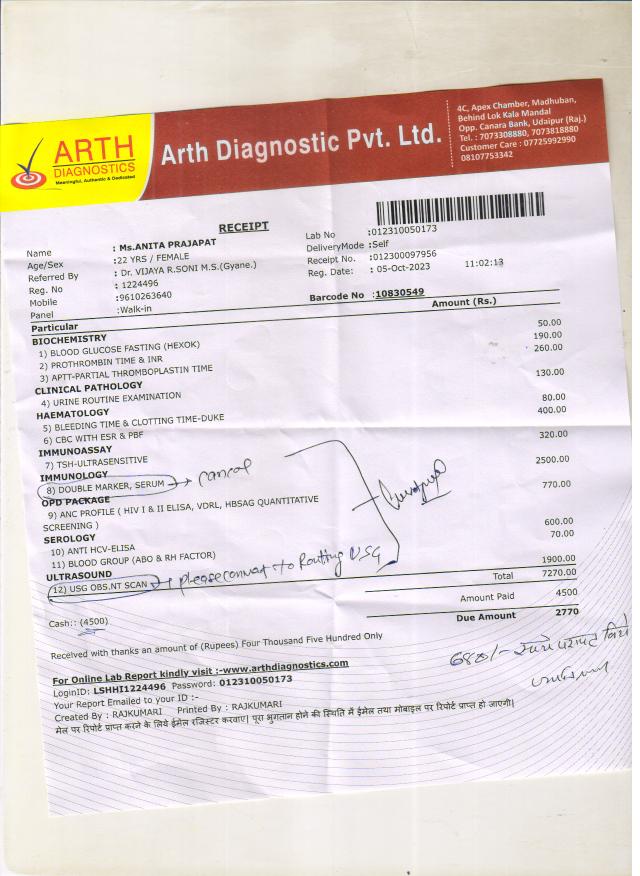 ARTH
DIAGNOSTICS
Meaningful, Authentic & Dedicated
Arth Diagnostic Pvt. Ltd.
4C, Apex Chamber, Madhuban,
Behind Lok Kala Mandal
Opp. Canara Bank, Udaipur (Raj.)
Tel. : 7073308880, 7073818880
Customer Care : 07725992990
08107753342
RECEIPT
Name : Ms.ANITA PRAJAPAT
Age/Sex :22 YRS / FEMALE
Referred By : Dr. VIJAYA R.SONI M.S.(Gyane.)
Reg. No : 1224496
Mobile :9610263640
Panel :Walk-in
Lab No :012310050173
DeliveryMode :Self
Receipt No. :012300097956
Reg. Date: : 05-Oct-2023 11:02:13
Barcode No :10830549
Particular Amount (Rs.)
BIOCHEMISTRY
1) BLOOD GLUCOSE FASTING (HEXOK) 50.00
2) PROTHROMBIN TIME & INR 190.00
3) APTT-PARTIAL THROMBOPLASTIN TIME 260.00
CLINICAL PATHOLOGY
4) URINE ROUTINE EXAMINATION 130.00
HAEMATOLOGY
5) BLEEDING TIME & CLOTTING TIME-DUKE 80.00
6) CBC WITH ESR & PBF 400.00
IMMUNOASSAY
7) TSH-ULTRASENSITIVE 320.00
IMMUNOLOGY
8) DOUBLE MARKER, SERUM → cancal 2500.00
OPD PACKAGE
9) ANC PROFILE ( HIV I & II ELISA, VDRL, HBSAG QUANTITATIVE 770.00
SCREENING )
SEROLOGY
10) ANTI HCV-ELISA 600.00
11) BLOOD GROUP (ABO & RH FACTOR) 70.00
ULTRASOUND
12) USG OBS.NT SCAN → please convat to Routing USG 1900.00
Total 7270.00
Amount Paid 4500
Due Amount 2770
Cash:: (4500)
Received with thanks an amount of (Rupees) Four Thousand Five Hundred Only
680/-
For Online Lab Report kindly visit :-www.arthdiagnostics.com
LoginID: LSHHI1224496 Password: 012310050173
Your Report Emailed to your ID :-
Created By : RAJKUMARI Printed By : RAJKUMARI
मेल पर रिपोर्ट प्राप्त करने के लिये ईमेल रजिस्टर करवाए। पूरा भुगतान होने की स्थिति में ईमेल तथा मोबाइल पर रिपोर्ट प्राप्त हो जाएगी।